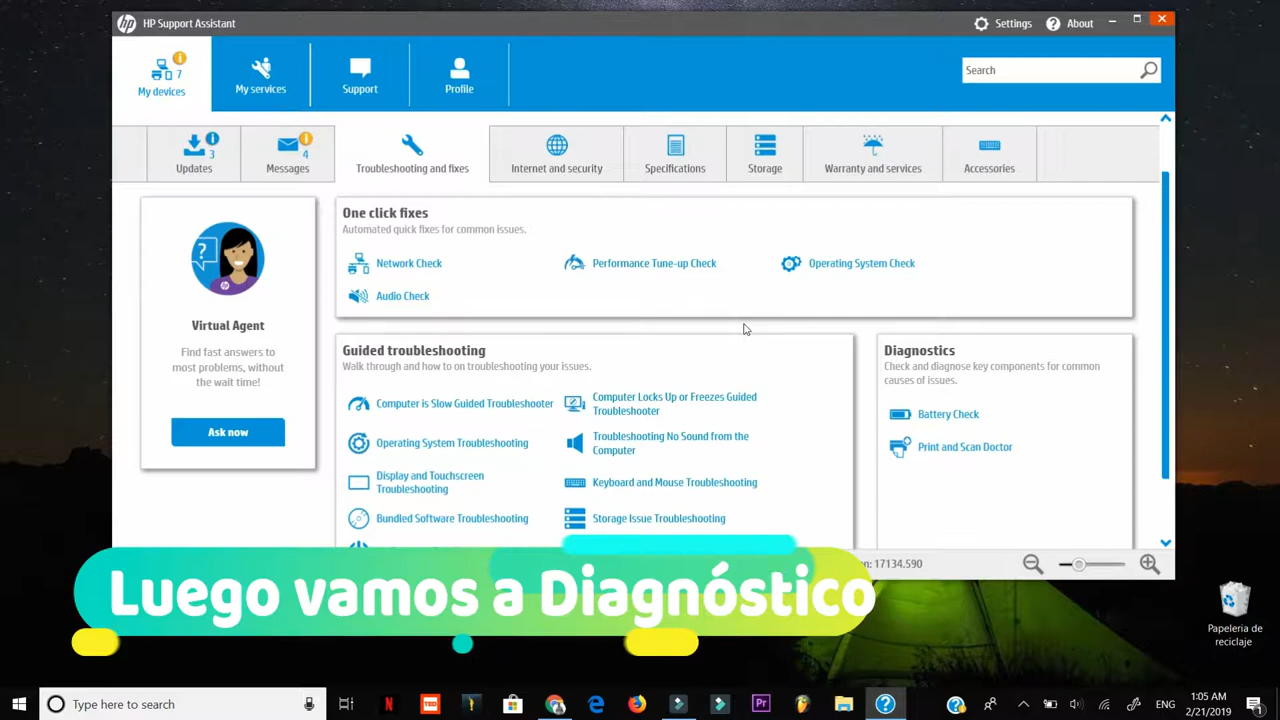 HP Support Assistant
Settings
About
7
My devices
My services
Support
Profile
Search
3
Updates
4
Messages
Troubleshooting and fixes
Internet and security
Specifications
Storage
Warranty and services
Accessories
Virtual Agent
Find fast answers to
most problems, without
the wait time!
Ask now
One click fixes
Automated quick fixes for common issues.
Network Check
Performance Tune-up Check
Operating System Check
Audio Check
Guided troubleshooting
Walk through and how to on troubleshooting your issues.
Computer is Slow Guided Troubleshooter
Computer Locks Up or Freezes Guided
Troubleshooter
Operating System Troubleshooting
Troubleshooting No Sound from the
Computer
Display and Touchscreen
Troubleshooting
Keyboard and Mouse Troubleshooting
Bundled Software Troubleshooting
Storage Issue Troubleshooting
Diagnostics
Check and diagnose key components for common
causes of issues.
Battery Check
Print and Scan Doctor
17134.590
Luego vamos a Diagnóstico
Papeleria de
reciclaje
Type here to search
N
TED
Pr
ENG
1:05 AM
2/21/2019
1